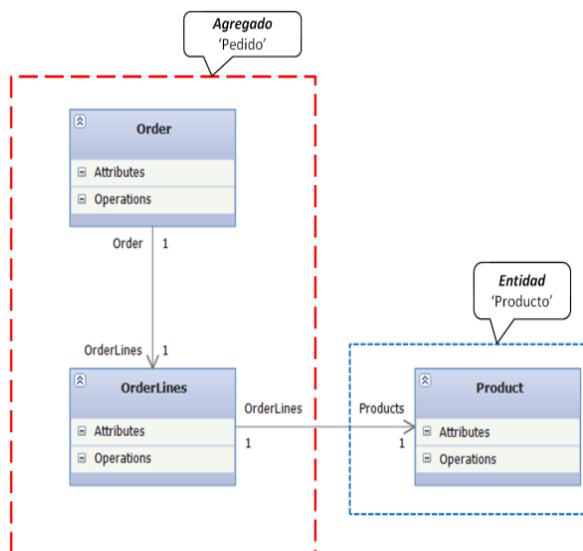 Agregado
'Pedido'
Order
Attributes
Operations
Order 1
OrderLines 1
OrderLines
Attributes
Operations
OrderLines Products
1 1
Entidad
'Producto'
Product
Attributes
Operations